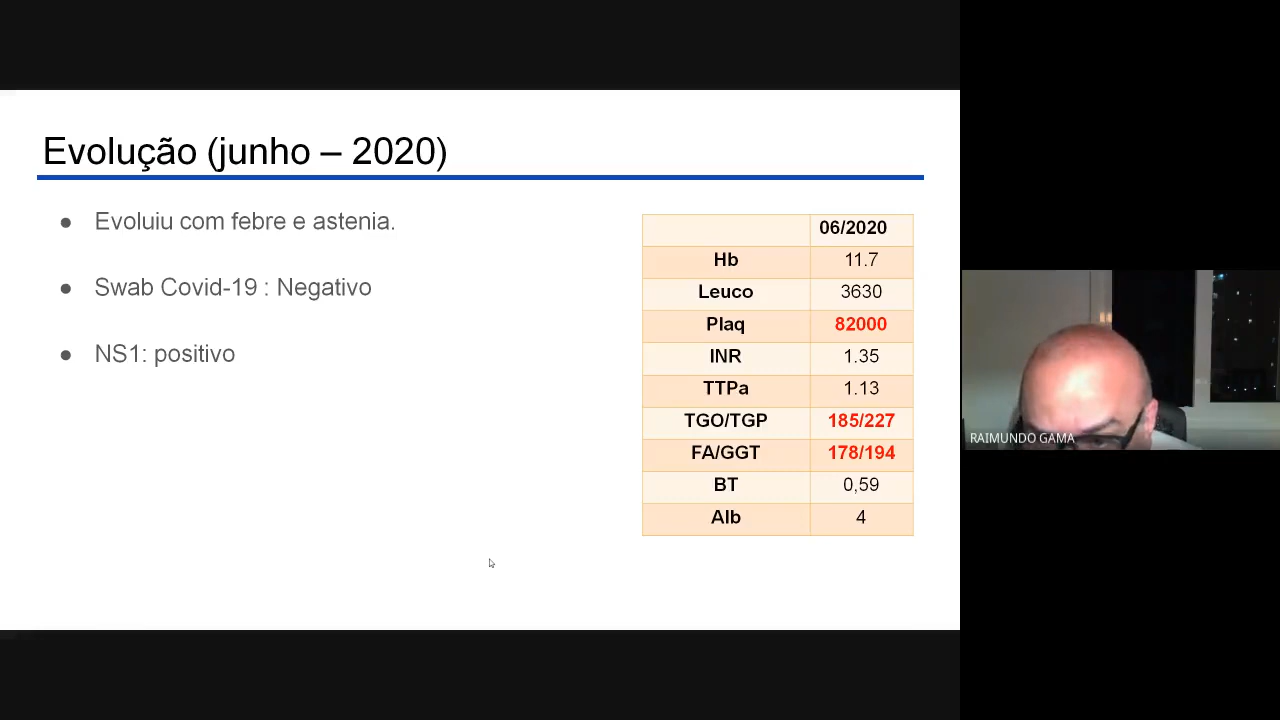 Evolução (junho – 2020)
● Evoluiu com febre e astenia.
● Swab Covid-19 : Negativo
● NS1: positivo
06/2020
Hb 11.7
Leuco 3630
Plaq 82000
INR 1.35
TTPa 1.13
TGO/TGP 185/227
FA/GGT 178/194
BT 0,59
Alb 4
RAIMUNDO GAMA